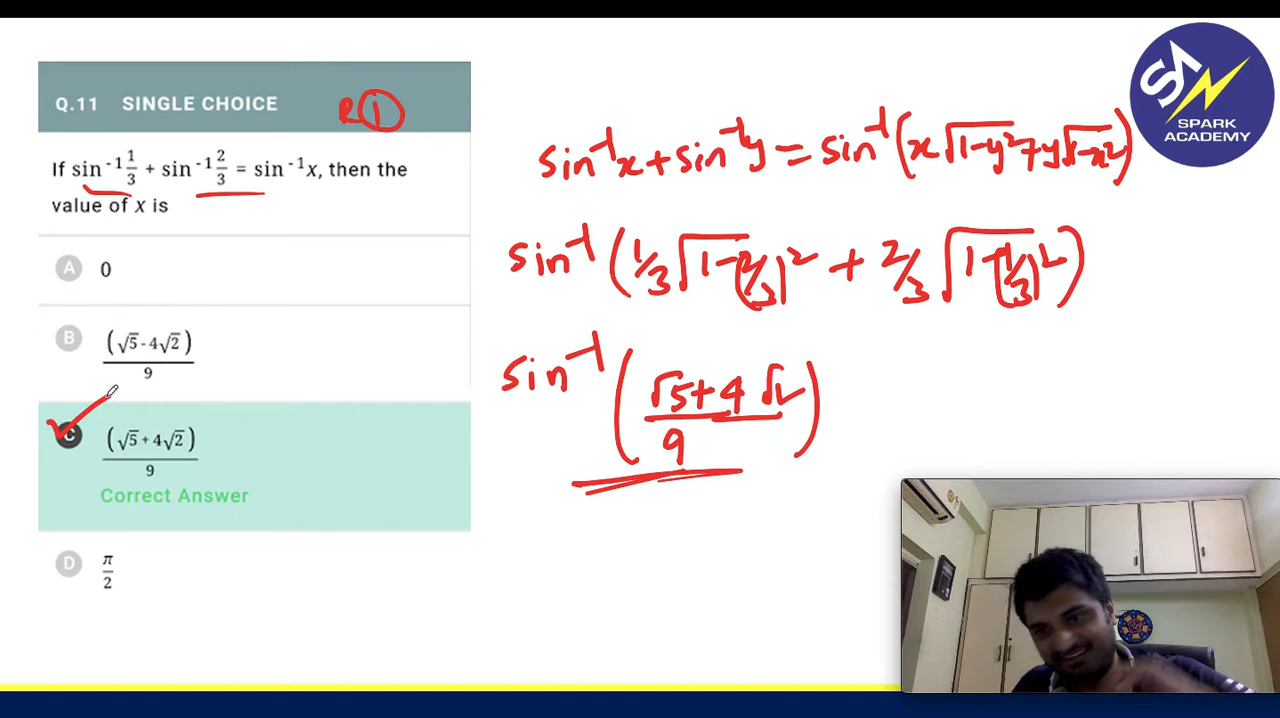 SPARK
ACADEMY
Q.11 SINGLE CHOICE
R ①
If sin⁻¹ 1/3 + sin⁻¹ 2/3 = sin⁻¹x, then the
value of x is
A 0
B (√5 - 4√2)/9
C (√5 + 4√2)/9
Correct Answer
D π/2
sin⁻¹x + sin⁻¹y = sin⁻¹(x√1-y² + y√1-x²)
sin⁻¹(1/3 √1-(2/3)² + 2/3 √1-(1/3)²)
sin⁻¹((√5+4√2)/9)